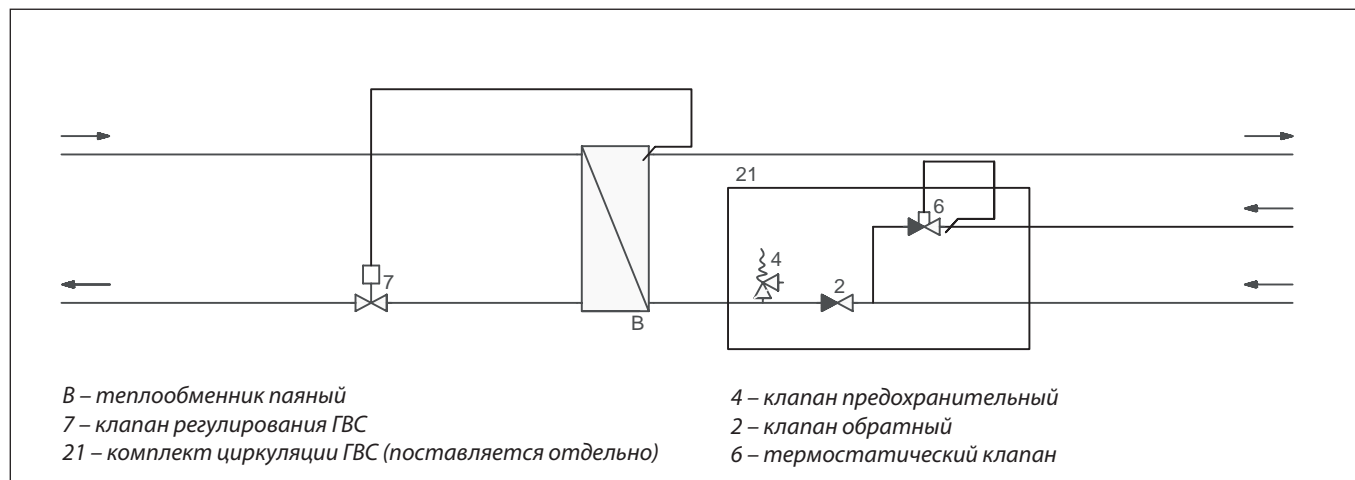 21
6
4
7
2
B
В – теплообменник паяный
7 – клапан регулирования ГВС
21 – комплект циркуляции ГВС (поставляется отдельно)
4 – клапан предохранительный
2 – клапан обратный
6 – термостатический клапан